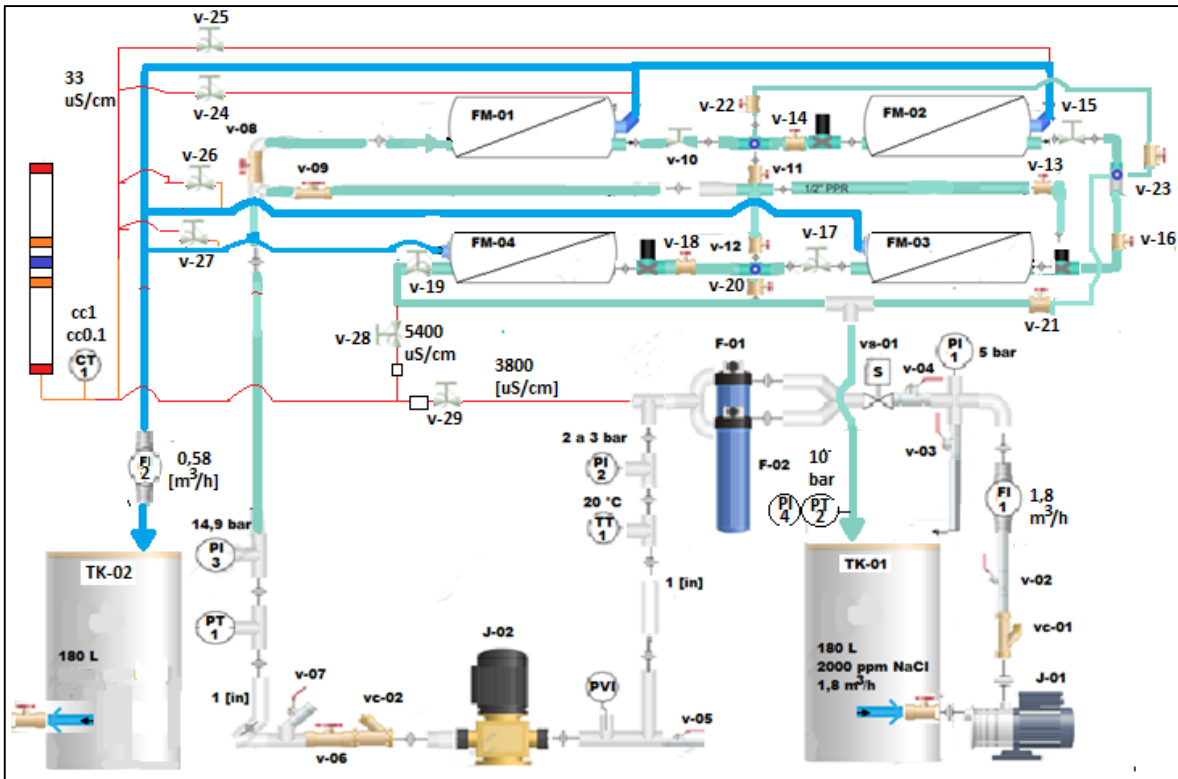 v-25
33
uS/cm
v-24
v-08
FM-01
v-22
v-14
FM-02
v-15
v-10
v-26
v-09
v-11
1/2" PPR
v-13
v-23
v-27
FM-04
v-18
v-12
v-17
FM-03
v-16
v-19
v-20
v-21
cc1
cc0.1
CT
1
v-28
5400
uS/cm
3800
[uS/cm]
v-29
F-01
vs-01
S
v-04
PI
1
5 bar
v-03
FI
2
0,58
[m³/h]
2 a 3 bar
PI
2
F-02
10
bar
PI
4
PT
2
FI
1
1,8
m³/h
20 °C
TT
1
14,9 bar
PI
3
TK-02
TK-01
1 [in]
v-02
PT
1
vc-01
180 L
J-02
180 L
2000 ppm NaCl
1,8 m³/h
J-01
1 [in]
v-07
vc-02
PVI
v-05
v-06